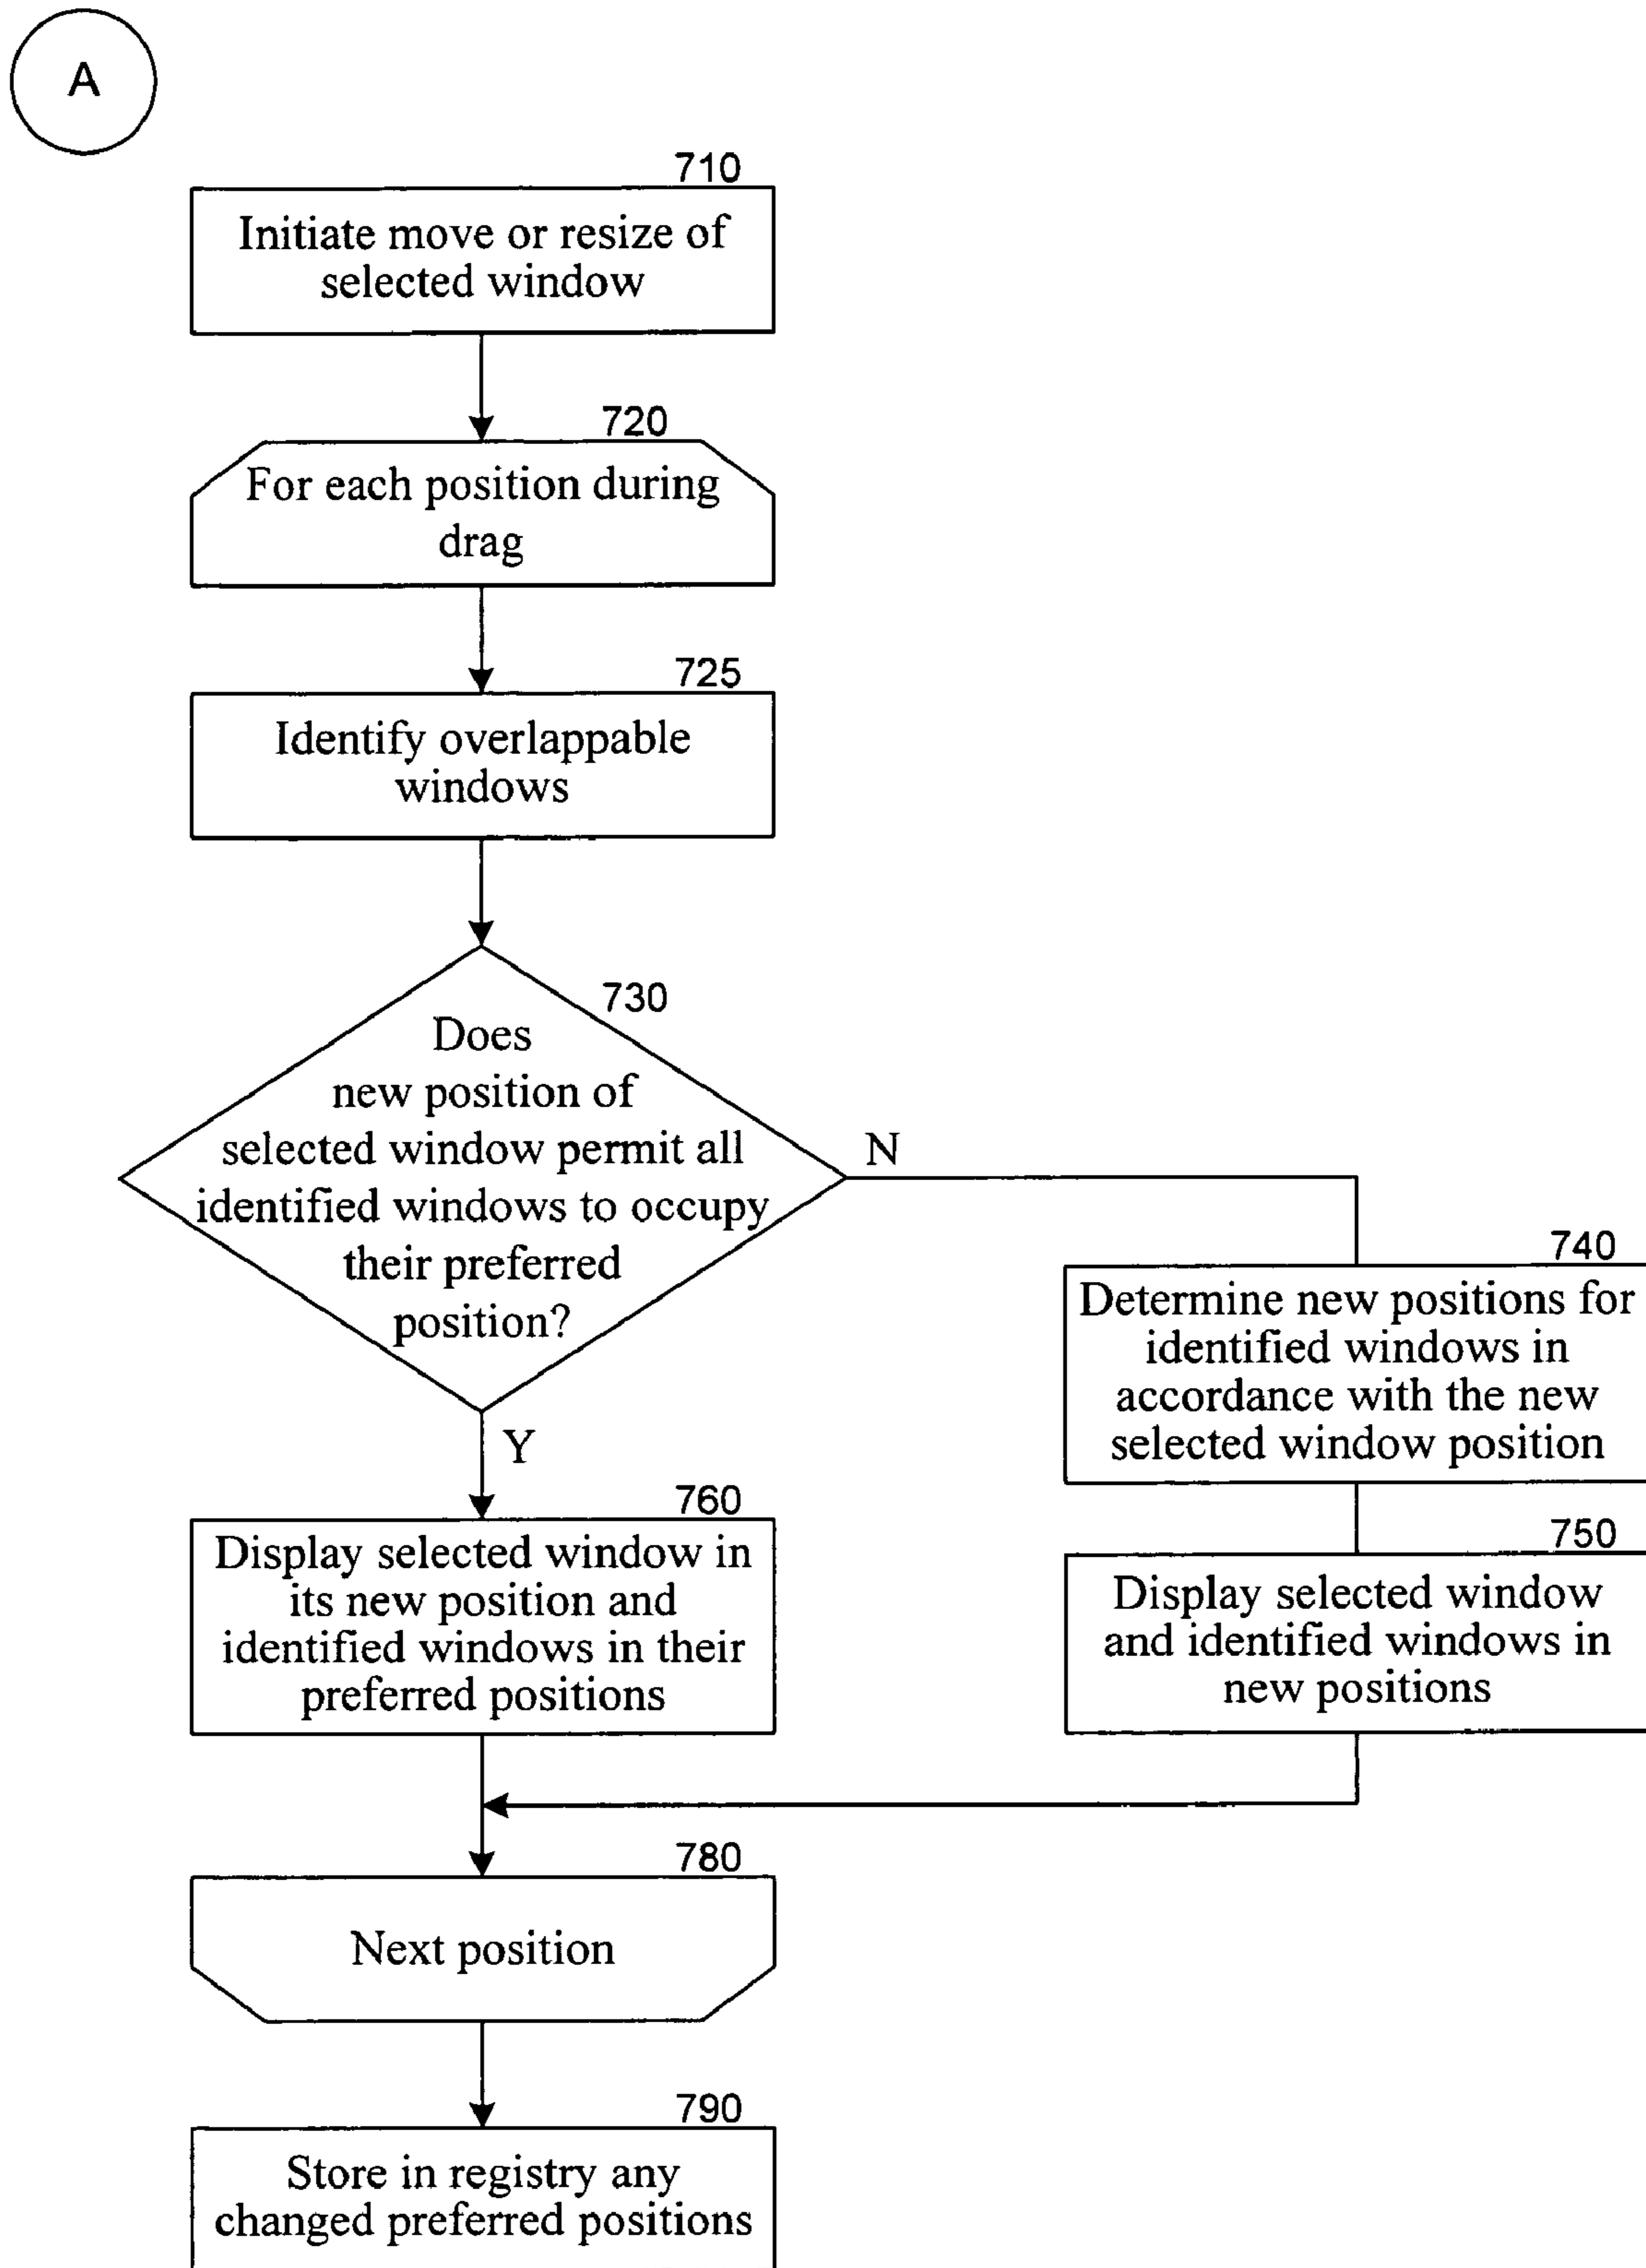 A
710
Initiate move or resize of
selected window
720
For each position during
drag
725
Identify overlappable
windows
730
Does
new position of
selected window permit all
identified windows to occupy
their preferred
position?
N
740
Determine new positions for
identified windows in
accordance with the new
selected window position
Y
760
Display selected window in
its new position and
identified windows in their
preferred positions
750
Display selected window
and identified windows in
new positions
780
Next position
790
Store in registry any
changed preferred positions